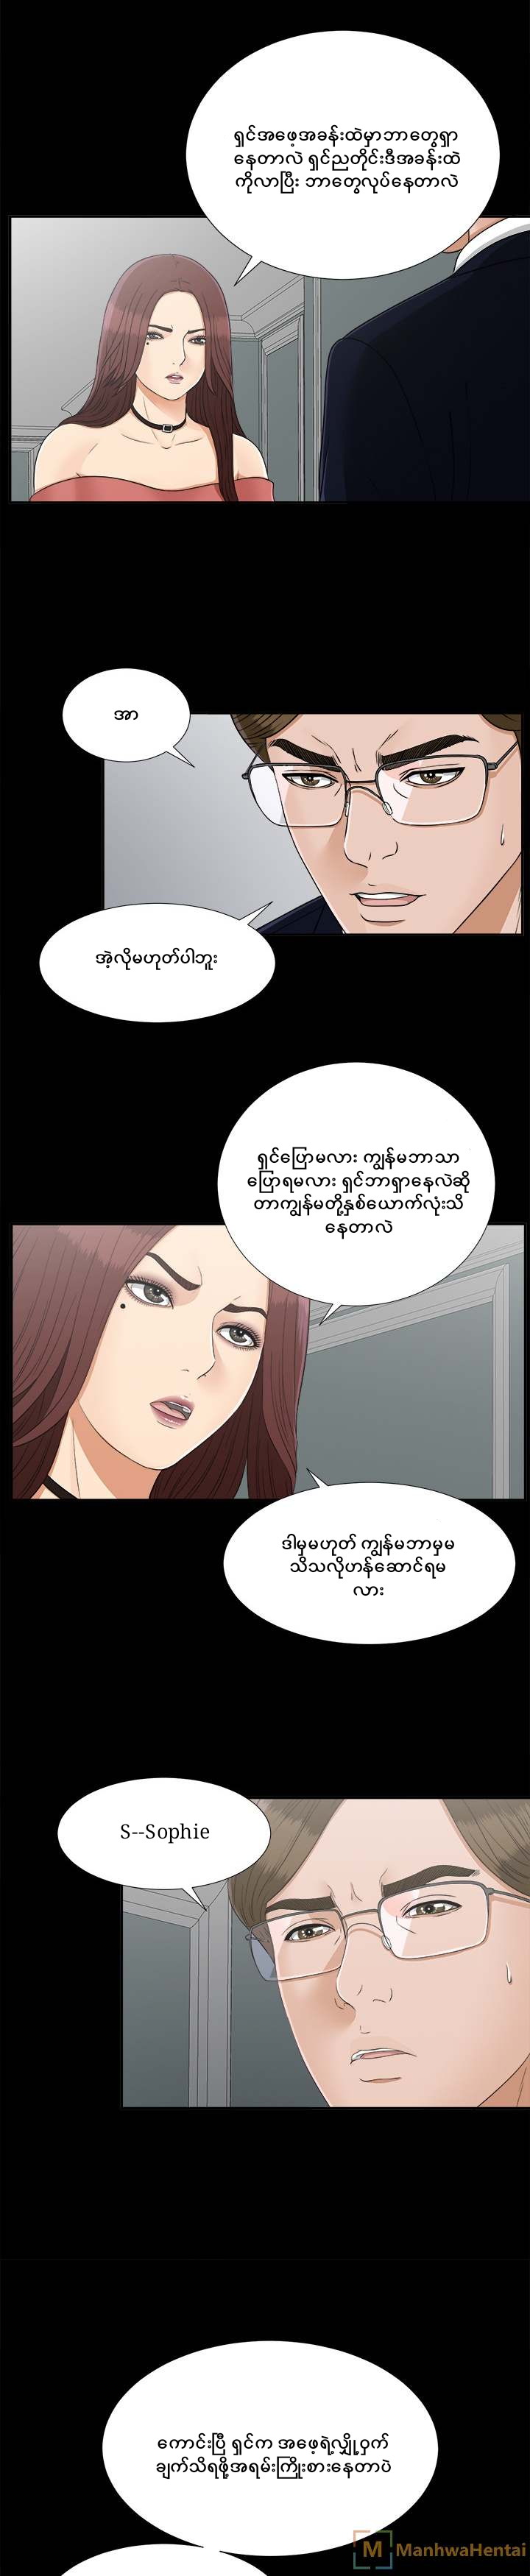 ရှင်အဖေ့အခန်းထဲမှာဘာတွေရှာ
နေတာလဲ ရှင်ညတိုင်းဒီအခန်းထဲ
ကိုလာပြီး ဘာတွေလုပ်နေတာလဲ
အာ
အဲ့လိုမဟုတ်ပါဘူး
ရှင်ပြောမလား ကျွန်မဘာသာ
ပြောရမလား ရှင်ဘာရှာနေလဲဆို
တာကျွန်မတို့နှစ်ယောက်လုံးသိ
နေတာလဲ
ဒါမှမဟုတ် ကျွန်မဘာမှမ
သိသလိုဟန်ဆောင်ရမ
လား
S--Sophie
ကောင်းပြီ ရှင်က အဖေ့ရဲ့လျှို့ဝှက်
ချက်သိရဖို့အရမ်းကြိုးစားနေတာပဲ
ManhwaHentai